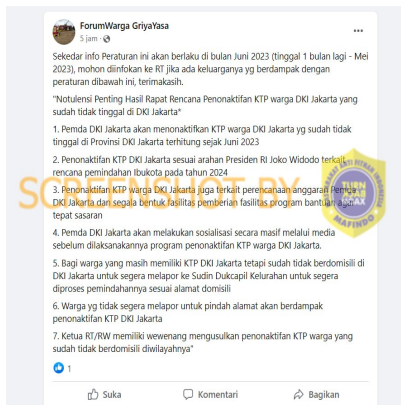 ForumWarga GriyaYasa
5 jam
Sekedar info Peraturan ini akan berlaku di bulan Juni 2023 (tinggal 1 bulan lagi - Mei
2023), mohon diinfokan ke RT jika ada keluarganya yg berdampak dengan
peraturan dibawah ini, terimakasih.
"Notulensi Penting Hasil Rapat Rencana Penonaktifan KTP warga DKI Jakarta yang
sudah tidak tinggal di DKI Jakarta*
1. Pemda DKI Jakarta akan menonaktifkan KTP warga DKI Jakarta yg sudah tidak
tinggal di Provinsi DKI Jakarta terhitung sejak Juni 2023
2. Penonaktifan KTP DKI Jakarta sesuai arahan Presiden RI Joko Widodo terkait
rencana pemindahan Ibukota pada tahun 2024
3. Penonaktifan KTP warga DKI Jakarta juga terkait perencanaan anggaran Pemda
DKI Jakarta dan segala bentuk fasilitas pemberian fasilitas program bantuan agar
tepat sasaran
4. Pemda DKI Jakarta akan melakukan sosialisasi secara masif melalui media
sebelum dilaksanakannya program penonaktifan KTP warga DKI Jakarta.
5. Bagi warga yang masih memiliki KTP DKI Jakarta tetapi sudah tidak berdomisili di
DKI Jakarta untuk segera melapor ke Sudin Dukcapil Kelurahan untuk segera
diproses pemindahannya sesuai alamat domisili
6. Warga yg tidak segera melapor untuk pindah alamat akan berdampak
penonaktifan KTP DKI Jakarta
7. Ketua RT/RW memiliki wewenang mengusulkan penonaktifan KTP warga yang
sudah tidak berdomisili diwilayahnya"
SCREENSHOT BY
TURN
BACK
HOAX
MAFINDO
1
Suka
Komentari
Bagikan